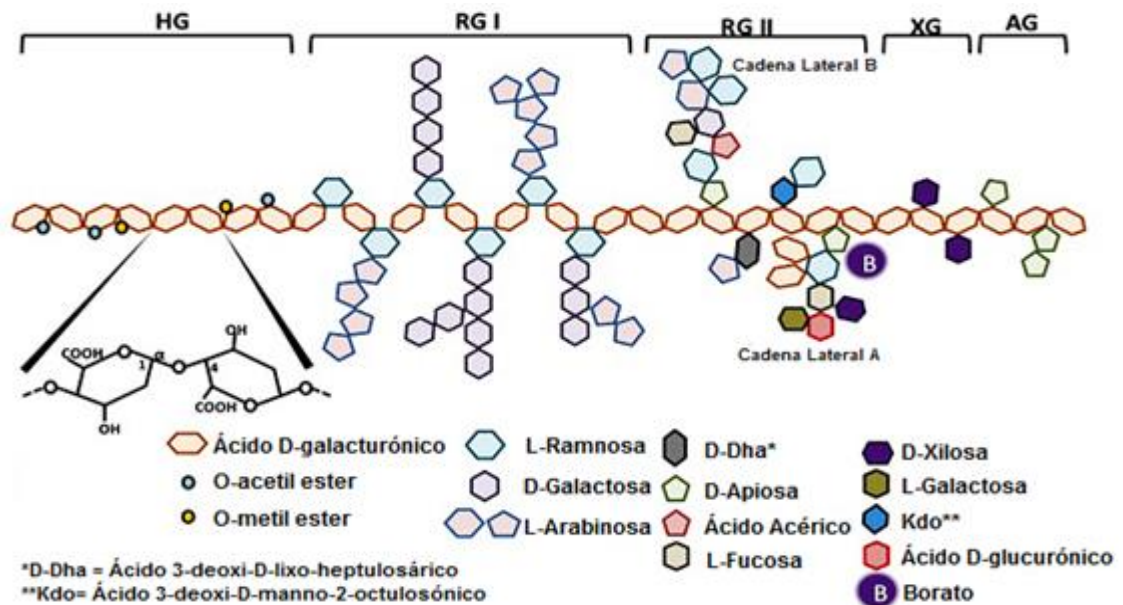 HG RG I RG II XG AG
Cadena Lateral B
B
Cadena Lateral A
COOH O α O OH
1 4
O O
OH COOH O
Ácido D-galacturónico
O-acetil ester
O-metil ester
L-Ramnosa
D-Galactosa
L-Arabinosa
D-Dha*
D-Apiosa
Ácido Acérico
L-Fucosa
D-Xilosa
L-Galactosa
Kdo**
Ácido D-glucurónico
B Borato
*D-Dha = Ácido 3-deoxi-D-lixo-heptulosárico
**Kdo= Ácido 3-deoxi-D-manno-2-octulosónico